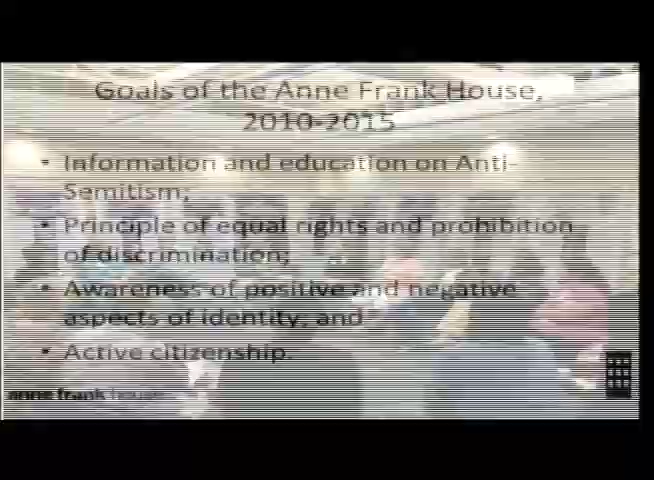 Goals of the Anne Frank House,
2010-2015
• Information and education on Anti-
Semitism;
• Principle of equal rights and prohibition
of discrimination;
• Awareness of positive and negative
aspects of identity; and
• Active citizenship.
anne frank house